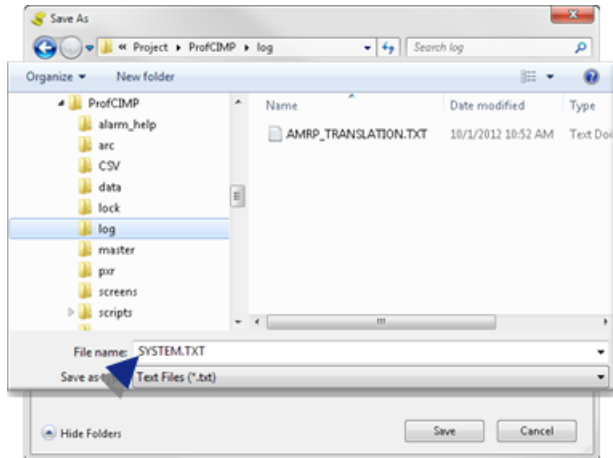 Save As
« Project ▸ ProfCIMP ▸ log
Search log
Organize
New folder
ProfCIMP
alarm_help
arc
CSV
data
lock
log
master
pxr
screens
scripts
Name Date modified Type
AMRP_TRANSLATION.TXT 10/1/2012 10:52 AM Text Do
File name: SYSTEM.TXT
Save as Text Files (*.txt)
Hide Folders
Save
Cancel